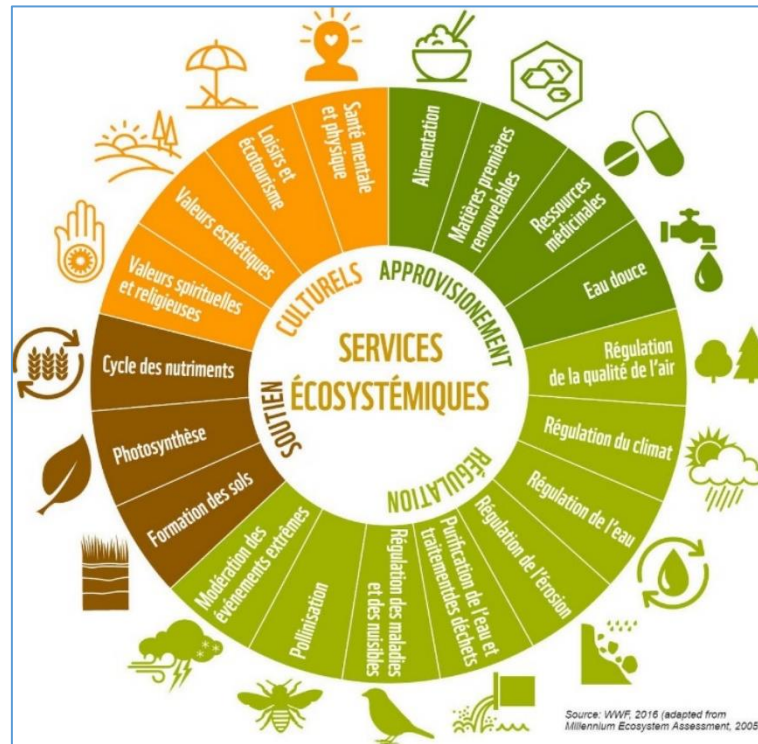 SERVICES
ÉCOSYSTÉMIQUES
APPROVISIONEMENT
Alimentation
Matières premières
renouvelables
Ressources
médicinales
Eau douce
RÉGULATION
Régulation
de la qualité de l'air
Régulation du climat
Régulation de l'eau
Régulation de l'érosion
Purification de l'eau et
traitementdes déchets
Régulation des maladies
et des nuisibles
Pollinisation
Modération des
événements extrêmes
SOUTIEN
Formation des sols
Photosynthèse
Cycle des nutriments
CULTURELS
Valeurs spirituelles
et religieuses
Valeurs esthétiques
Loisirs et
écotourisme
Santé mentale
et physique
Source: WWF, 2016 (adapted from
Millennium Ecosystem Assessment, 2005